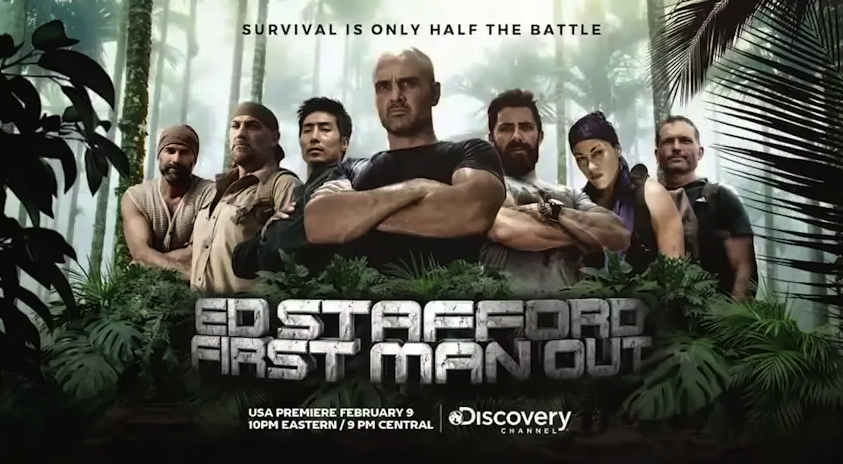 SURVIVAL IS ONLY HALF THE BATTLE
ED STAFFORD
FIRST MAN OUT
USA PREMIERE FEBRUARY 9
10PM EASTERN / 9 PM CENTRAL
Discovery
CHANNEL